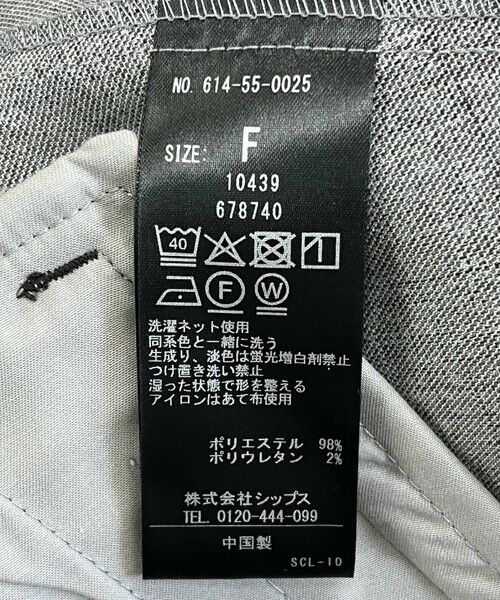 NO. 614-55-0025
SIZE: F
10439
678740
40
F W
洗濯ネット使用
同系色と一緒に洗う
生成り、淡色は蛍光増白剤禁止
つけ置き洗い禁止
湿った状態で形を整える
アイロンはあて布使用
ポリエステル 98%
ポリウレタン 2%
株式会社シップス
TEL. 0120-444-099
中国製
SCL-10